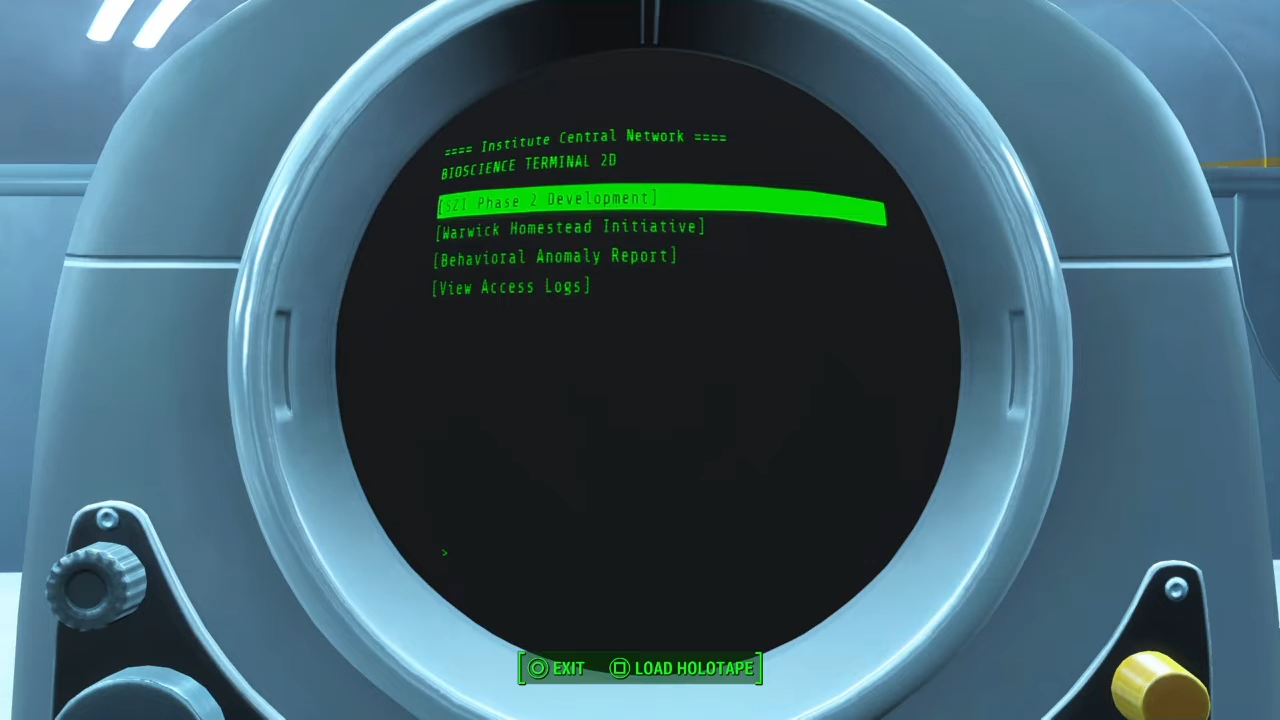 ==== Institute Central Network ====
BIOSCIENCE TERMINAL 2D
[S2I Phase 2 Development]
[Warwick Homestead Initiative]
[Behavioral Anomaly Report]
[View Access Logs]
>
EXIT LOAD HOLOTAPE